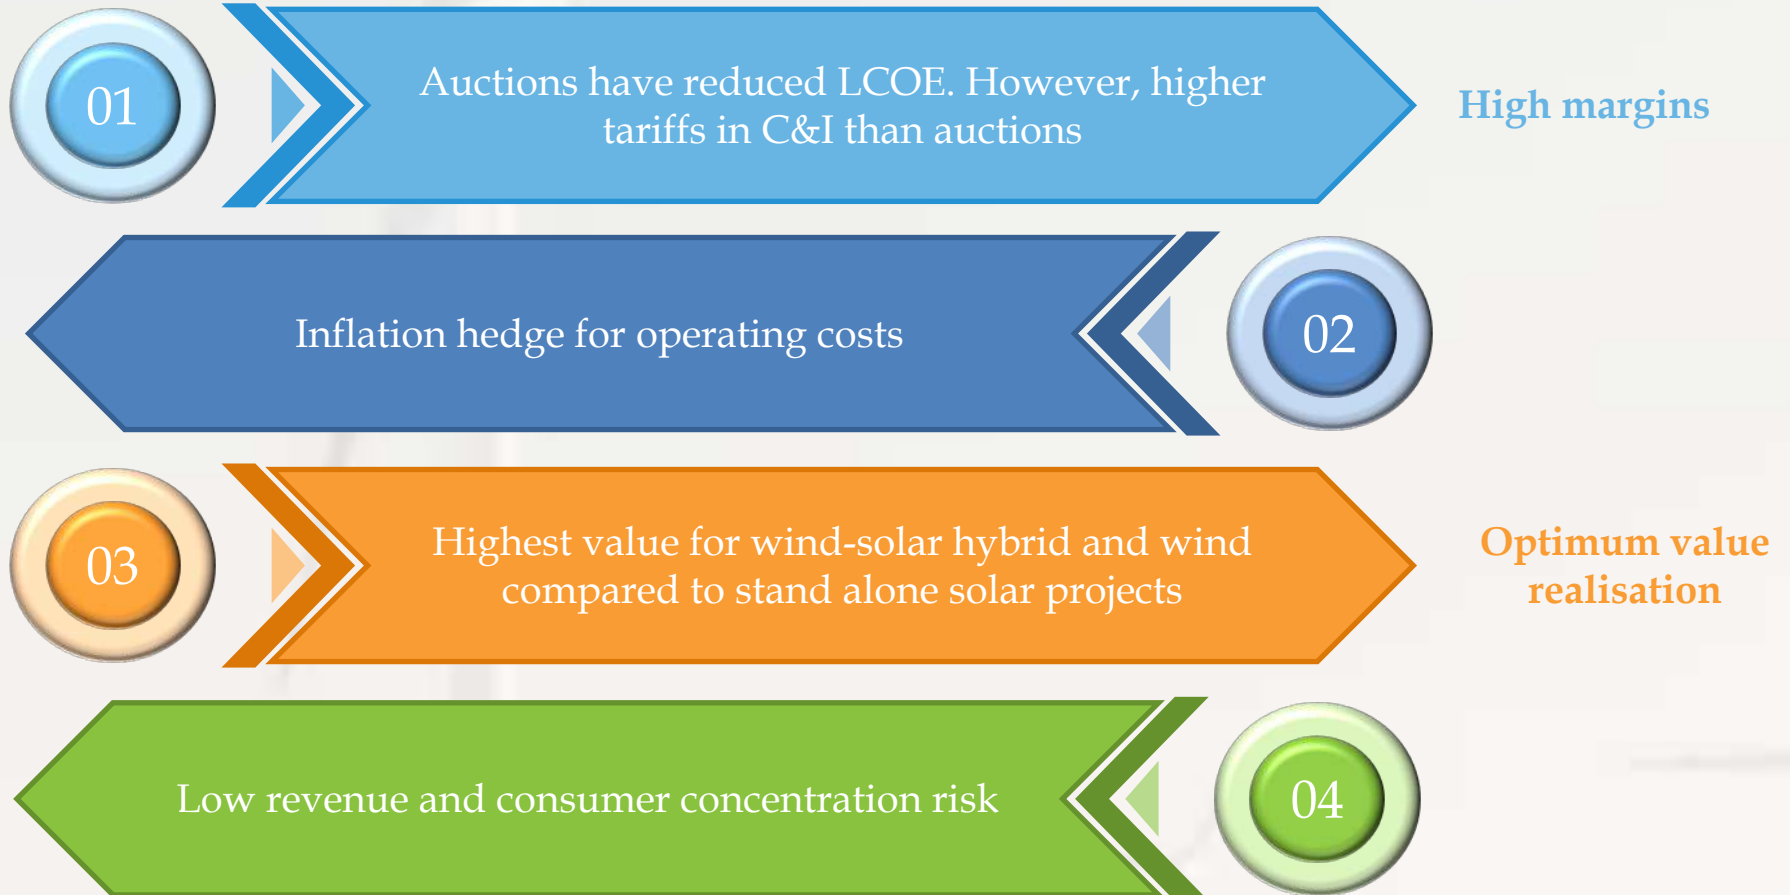 01
Auctions have reduced LCOE. However, higher
tariffs in C&I than auctions
High margins
Inflation hedge for operating costs
02
03
Highest value for wind-solar hybrid and wind
compared to stand alone solar projects
Optimum value
realisation
Low revenue and consumer concentration risk
04